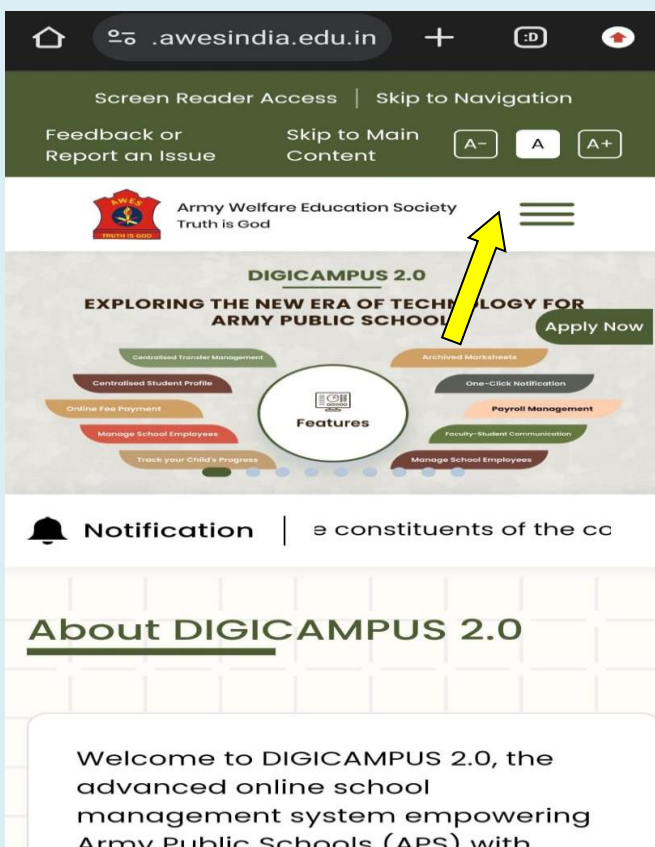 .awesindia.edu.in
:D
Screen Reader Access | Skip to Navigation
Feedback or Report an Issue
Skip to Main Content
A-
A
A+
AWES
TRUTH IS GOD
Army Welfare Education Society
Truth is God
DIGICAMPUS 2.0
EXPLORING THE NEW ERA OF TECHNOLOGY FOR
ARMY PUBLIC SCHOOL
Apply Now
Centralised Transfer Management
Centralised Student Profile
Online Fee Payment
Manage School Employees
Track your Child's Progress
Features
Archived Marksheets
One-Click Notification
Payroll Management
Faculty-Student Communication
Manage School Employees
Notification | e constituents of the co
About DIGICAMPUS 2.0
Welcome to DIGICAMPUS 2.0, the
advanced online school
management system empowering
Army Public Schools (APS) with